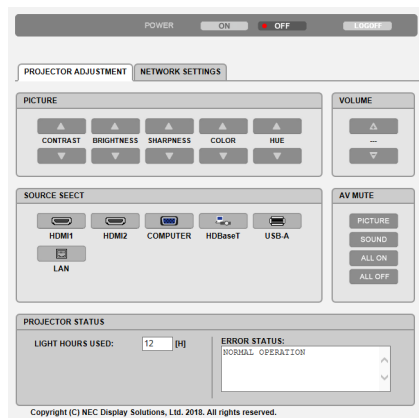 POWER ON OFF LOGOFF
PROJECTOR ADJUSTMENT NETWORK SETTINGS
PICTURE VOLUME
CONTRAST BRIGHTNESS SHARPNESS COLOR HUE ---
SOURCE SEECT AV MUTE
PICTURE
HDMI1 HDMI2 COMPUTER HDBaseT USB-A
SOUND
ALL ON
LAN
ALL OFF
PROJECTOR STATUS
LIGHT HOURS USED: 12 [H] ERROR STATUS:
NORMAL OPERATION
Copyright (C) NEC Display Solutions, Ltd. 2018. All rights reserved.